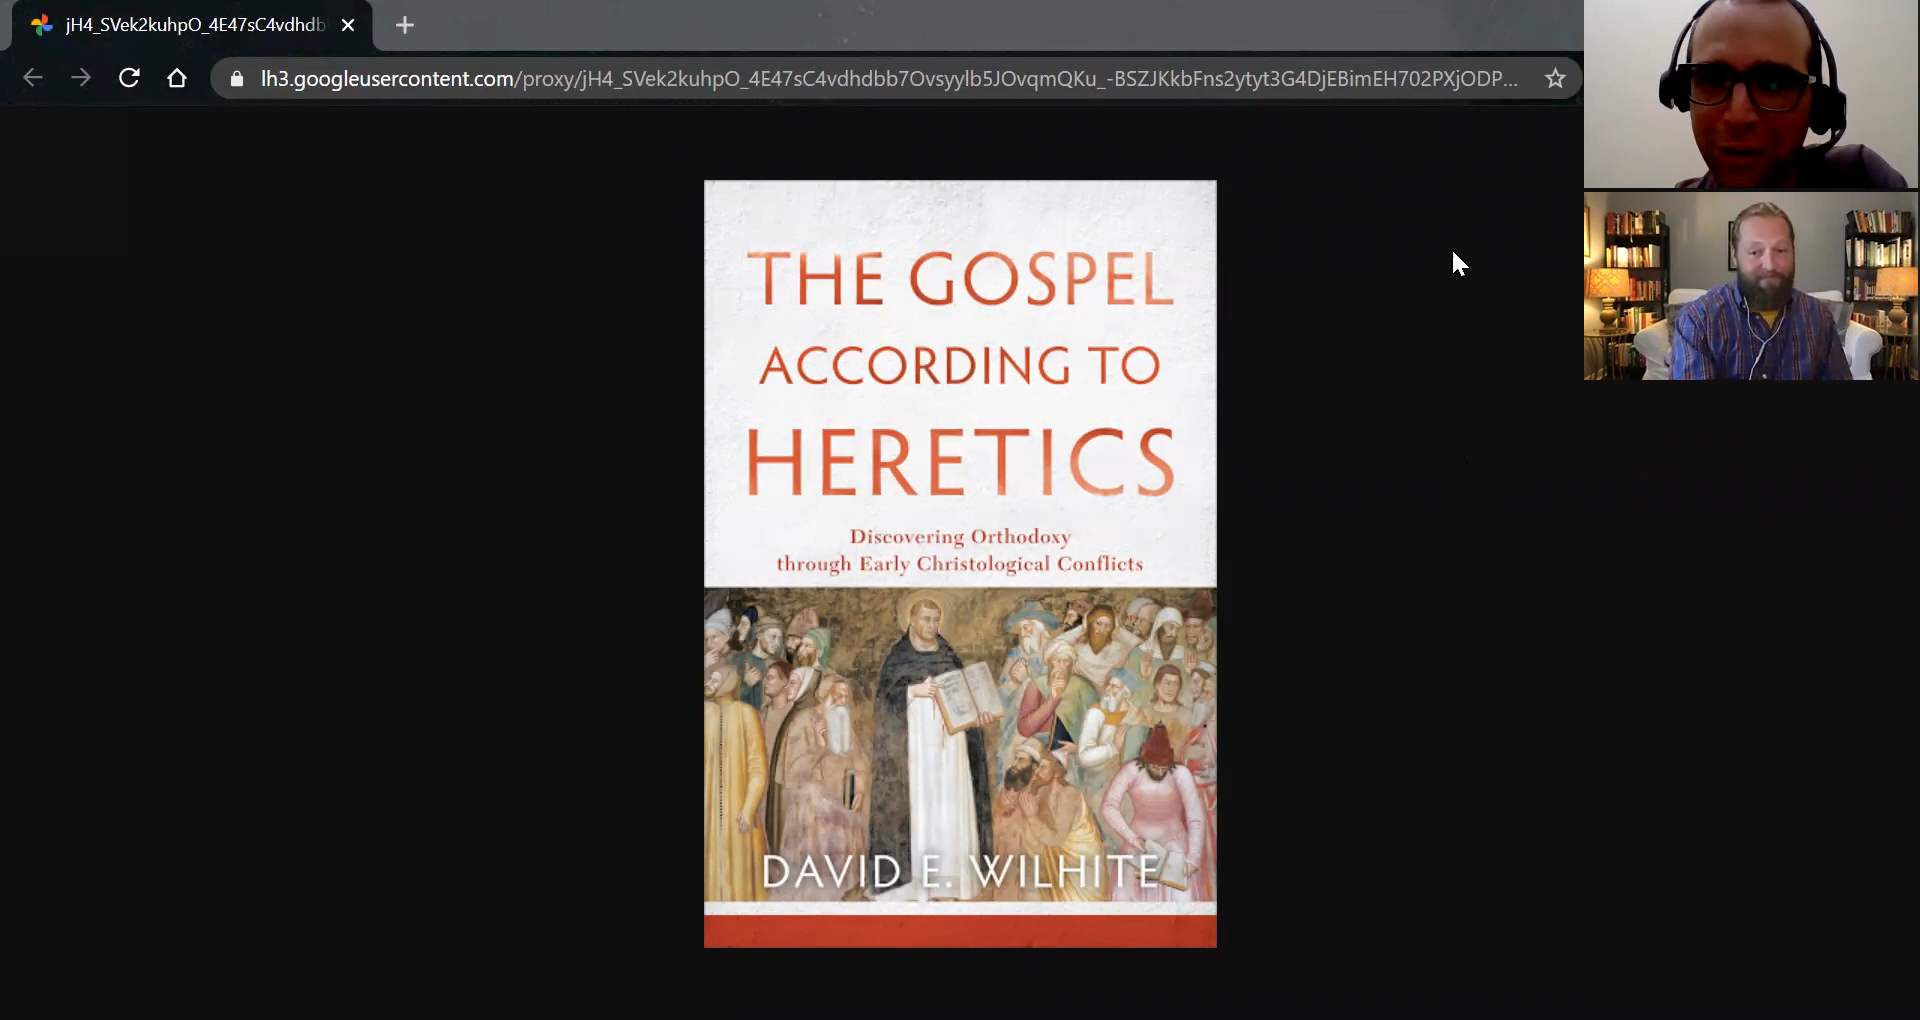 jH4_SVek2kuhpO_4E47sC4vdhdb
lh3.googleusercontent.com/proxy/jH4_SVek2kuhpO_4E47sC4vdhdbb7Ovsyylb5JOvqmQKu_-BSZJKkbFns2ytyt3G4DjEBimEH702PXjODP...
THE GOSPEL
ACCORDING TO
HERETICS
Discovering Orthodoxy
through Early Christological Conflicts
DAVID E. WILHITE